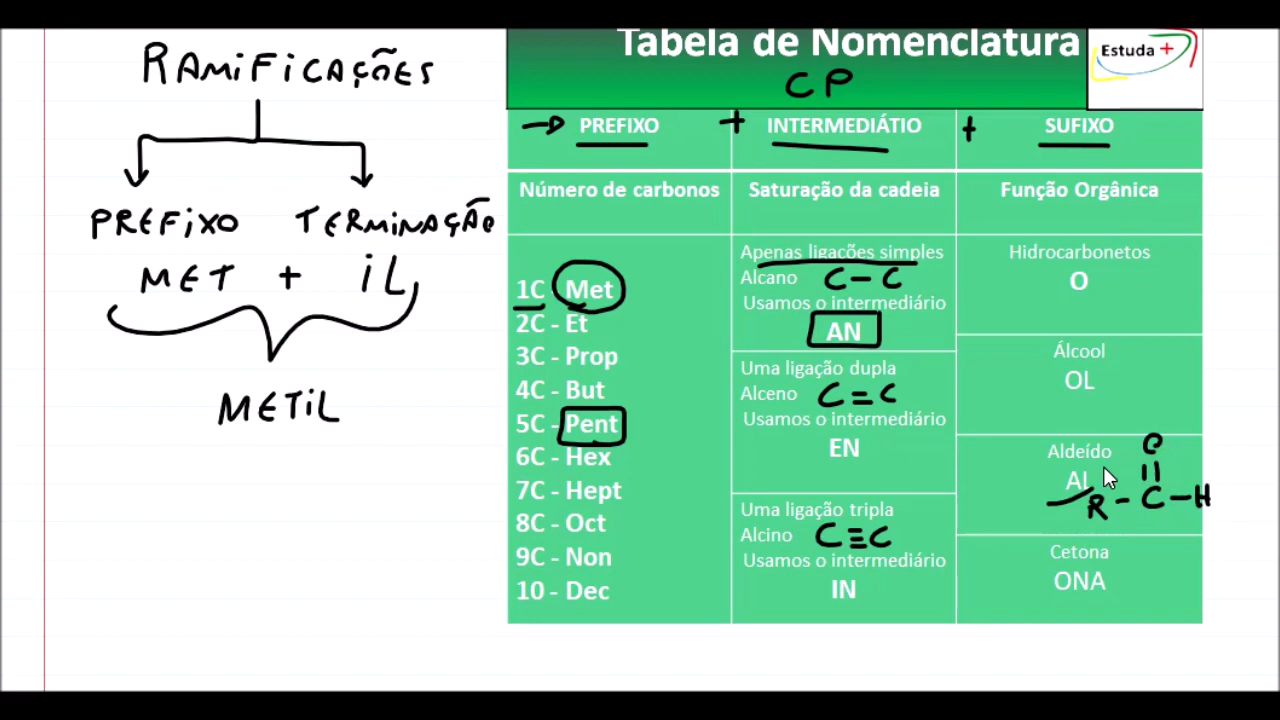 RAMIFICAÇÕES
PREFIXO TERMINAÇÃO
MET + IL
METIL
Tabela de Nomenclatura
Estuda +
CP
PREFIXO + INTERMEDIÁTIO + SUFIXO
Número de carbonos
Saturação da cadeia
Função Orgânica
1C - Met
2C - Et
3C - Prop
4C - But
5C - Pent
6C - Hex
7C - Hept
8C - Oct
9C - Non
10 - Dec
Apenas ligações simples
Alcano C - C
Usamos o intermediário
AN
Uma ligação dupla
Alceno C = C
Usamos o intermediário
EN
Uma ligação tripla
Alcino C ≡ C
Usamos o intermediário
IN
Hidrocarbonetos
O
Álcool
OL
Aldeído
O
AL
R - C - H
Cetona
ONA